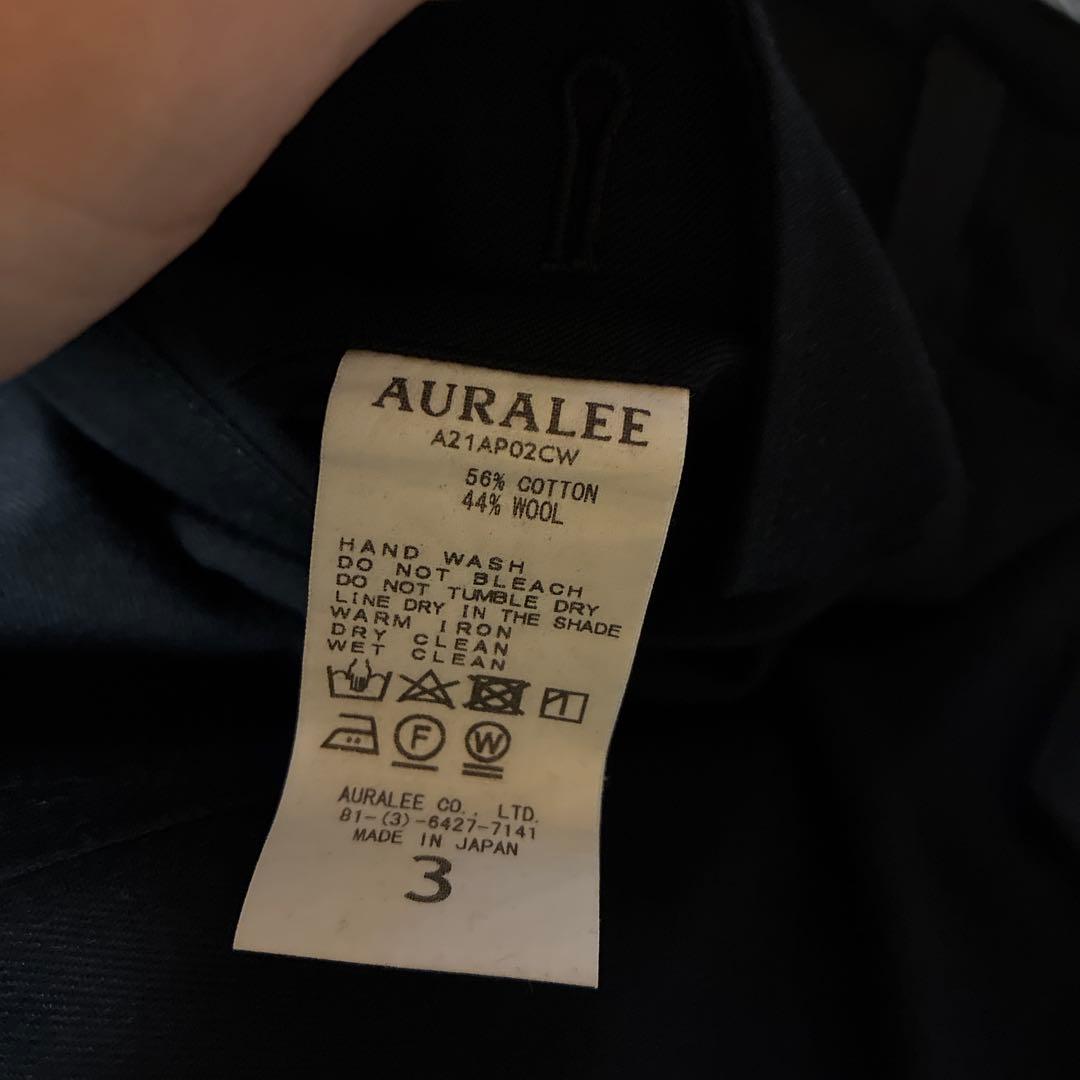 AURALEE
A21AP02CW
56% COTTON
44% WOOL
HAND WASH
DO NOT BLEACH
DO NOT TUMBLE DRY
LINE DRY IN THE SHADE
WARM IRON
DRY CLEAN
WET CLEAN
F
W
AURALEE CO., LTD.
81-(3)-6427-7141
MADE IN JAPAN
3